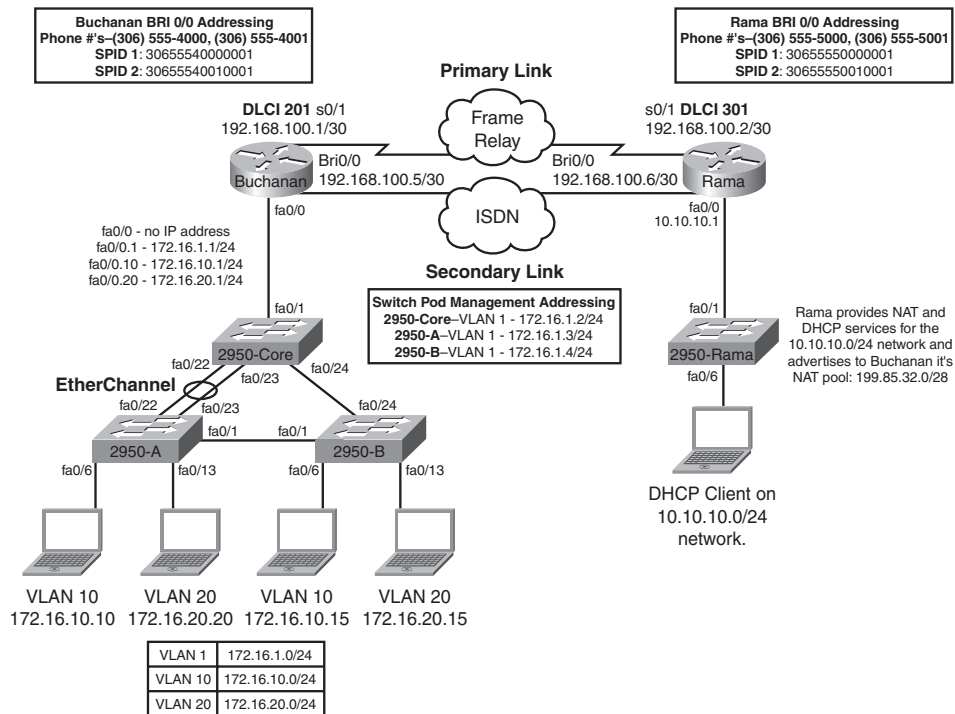 Buchanan BRI 0/0 Addressing
Phone #'s–(306) 555-4000, (306) 555-4001
SPID 1: 30655540000001
SPID 2: 30655540010001
Rama BRI 0/0 Addressing
Phone #'s–(306) 555-5000, (306) 555-5001
SPID 1: 30655550000001
SPID 2: 30655550010001
Primary Link
DLCI 201 s0/1
192.168.100.1/30
Frame
Relay
s0/1 DLCI 301
192.168.100.2/30
Buchanan
Bri0/0
192.168.100.5/30
Bri0/0
192.168.100.6/30
Rama
ISDN
fa0/0
fa0/0
10.10.10.1
fa0/0 - no IP address
fa0/0.1 - 172.16.1.1/24
fa0/0.10 - 172.16.10.1/24
fa0/0.20 - 172.16.20.1/24
Secondary Link
Switch Pod Management Addressing
2950-Core–VLAN 1 - 172.16.1.2/24
2950-A–VLAN 1 - 172.16.1.3/24
2950-B–VLAN 1 - 172.16.1.4/24
fa0/1
2950-Core
fa0/22
fa0/23
fa0/24
EtherChannel
fa0/22
fa0/23
fa0/24
fa0/1
fa0/1
2950-A
2950-B
fa0/6
fa0/13
fa0/6
fa0/13
fa0/1
2950-Rama
fa0/6
Rama provides NAT and
DHCP services for the
10.10.10.0/24 network and
advertises to Buchanan it's
NAT pool: 199.85.32.0/28
DHCP Client on
10.10.10.0/24
network.
VLAN 10
172.16.10.10
VLAN 20
172.16.20.20
VLAN 10
172.16.10.15
VLAN 20
172.16.20.15
VLAN 1 172.16.1.0/24
VLAN 10 172.16.10.0/24
VLAN 20 172.16.20.0/24